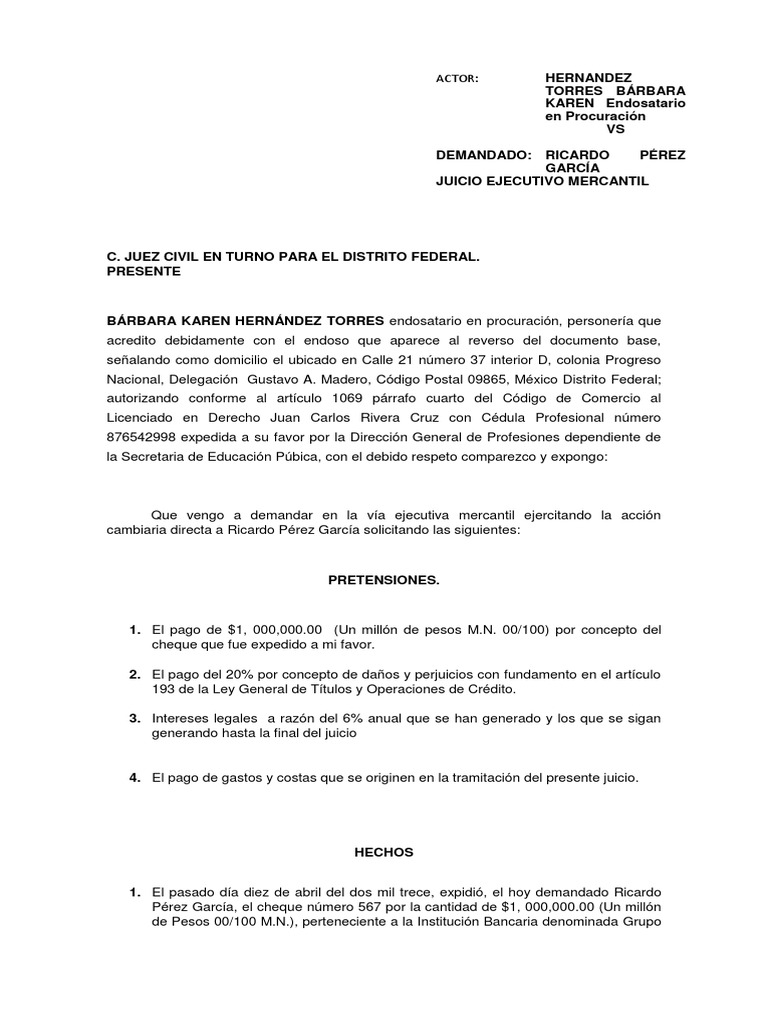 ACTOR: HERNANDEZ
TORRES BÁRBARA
KAREN Endosatario
en Procuración
VS
DEMANDADO: RICARDO PÉREZ
GARCÍA
JUICIO EJECUTIVO MERCANTIL
C. JUEZ CIVIL EN TURNO PARA EL DISTRITO FEDERAL.
PRESENTE
BÁRBARA KAREN HERNÁNDEZ TORRES endosatario en procuración, personería que
acredito debidamente con el endoso que aparece al reverso del documento base,
señalando como domicilio el ubicado en Calle 21 número 37 interior D, colonia Progreso
Nacional, Delegación Gustavo A. Madero, Código Postal 09865, México Distrito Federal;
autorizando conforme al artículo 1069 párrafo cuarto del Código de Comercio al
Licenciado en Derecho Juan Carlos Rivera Cruz con Cédula Profesional número
876542998 expedida a su favor por la Dirección General de Profesiones dependiente de
la Secretaria de Educación Púbica, con el debido respeto comparezco y expongo:
Que vengo a demandar en la vía ejecutiva mercantil ejercitando la acción
cambiaria directa a Ricardo Pérez García solicitando las siguientes:
PRETENSIONES.
1. El pago de $1, 000,000.00 (Un millón de pesos M.N. 00/100) por concepto del
cheque que fue expedido a mi favor.
2. El pago del 20% por concepto de daños y perjuicios con fundamento en el artículo
193 de la Ley General de Títulos y Operaciones de Crédito.
3. Intereses legales a razón del 6% anual que se han generado y los que se sigan
generando hasta la final del juicio
4. El pago de gastos y costas que se originen en la tramitación del presente juicio.
HECHOS
1. El pasado día diez de abril del dos mil trece, expidió, el hoy demandado Ricardo
Pérez García, el cheque número 567 por la cantidad de $1, 000,000.00 (Un millón
de Pesos 00/100 M.N.), perteneciente a la Institución Bancaria denominada Grupo